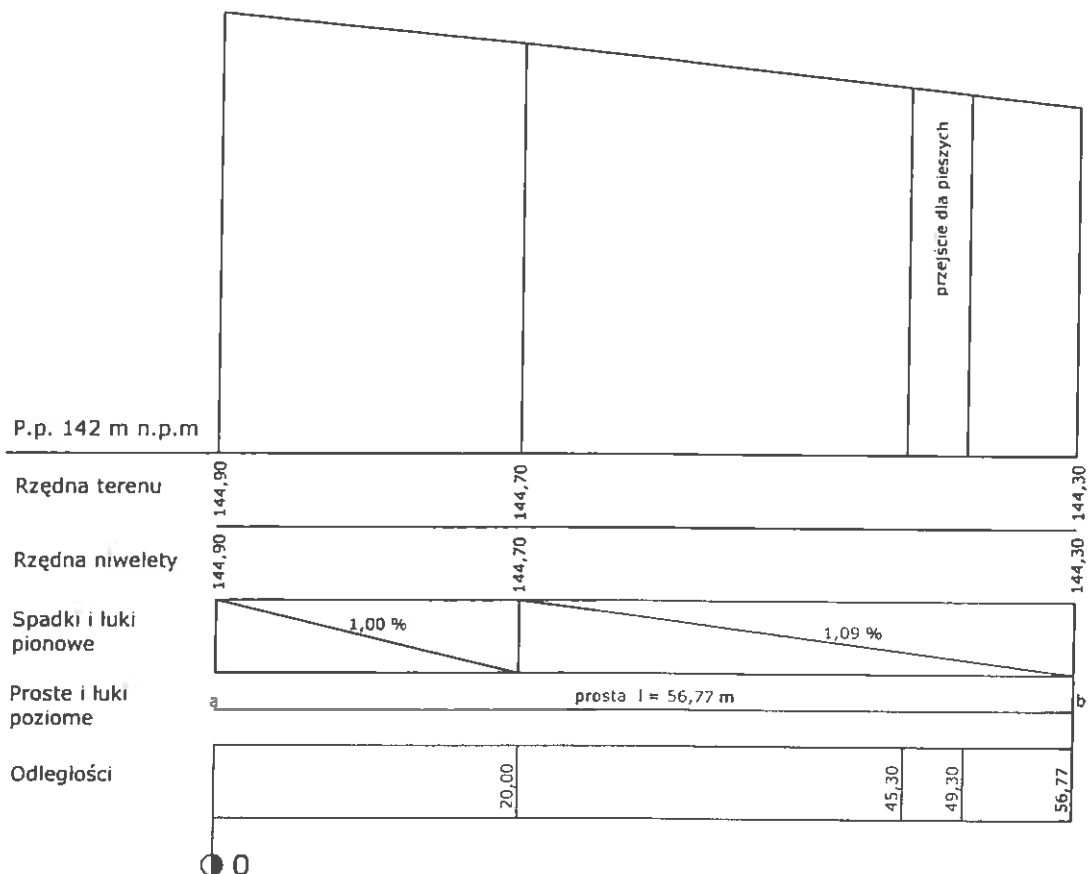 przejście dla pieszych
P.p. 142 m n.p.m
Rzędna terenu
144,90
144,70
144,30
Rzędna niwelety
144,90
144,70
144,30
Spadki i łuki
pionowe
1,00 %
1,09 %
Proste i łuki
poziome
a
prosta l = 56,77 m
b
Odległości
20,00
45,30
49,30
56,77
0